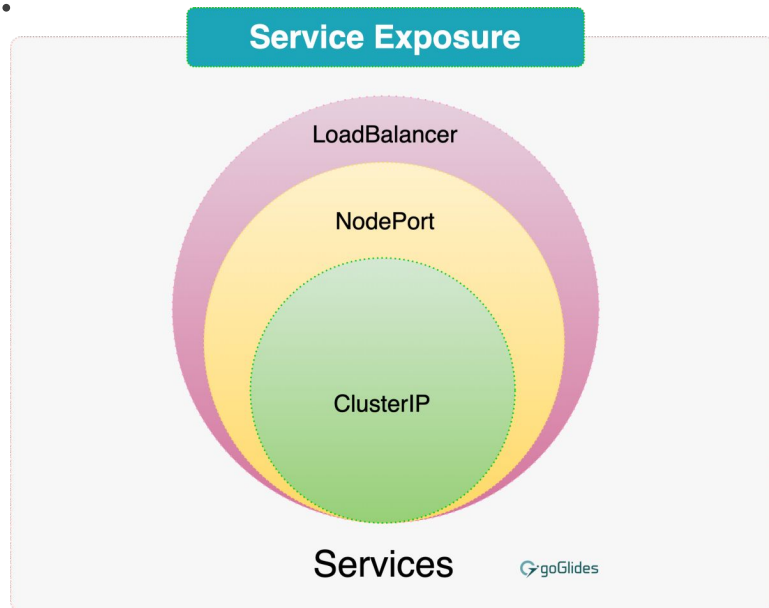 Service Exposure
LoadBalancer
NodePort
ClusterIP
Services
goGlides